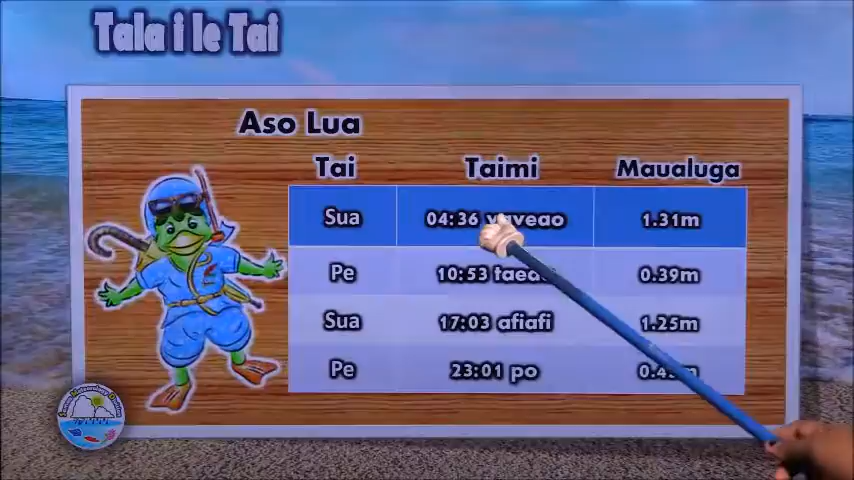 Tala i le Tai
Aso Lua
Tai Taimi Maualuga
Sua 04:36 vaveao 1.31m
Pe 10:53
Sua 17:03 afiafi 1.25m
Pe 23:01 po
0.39m